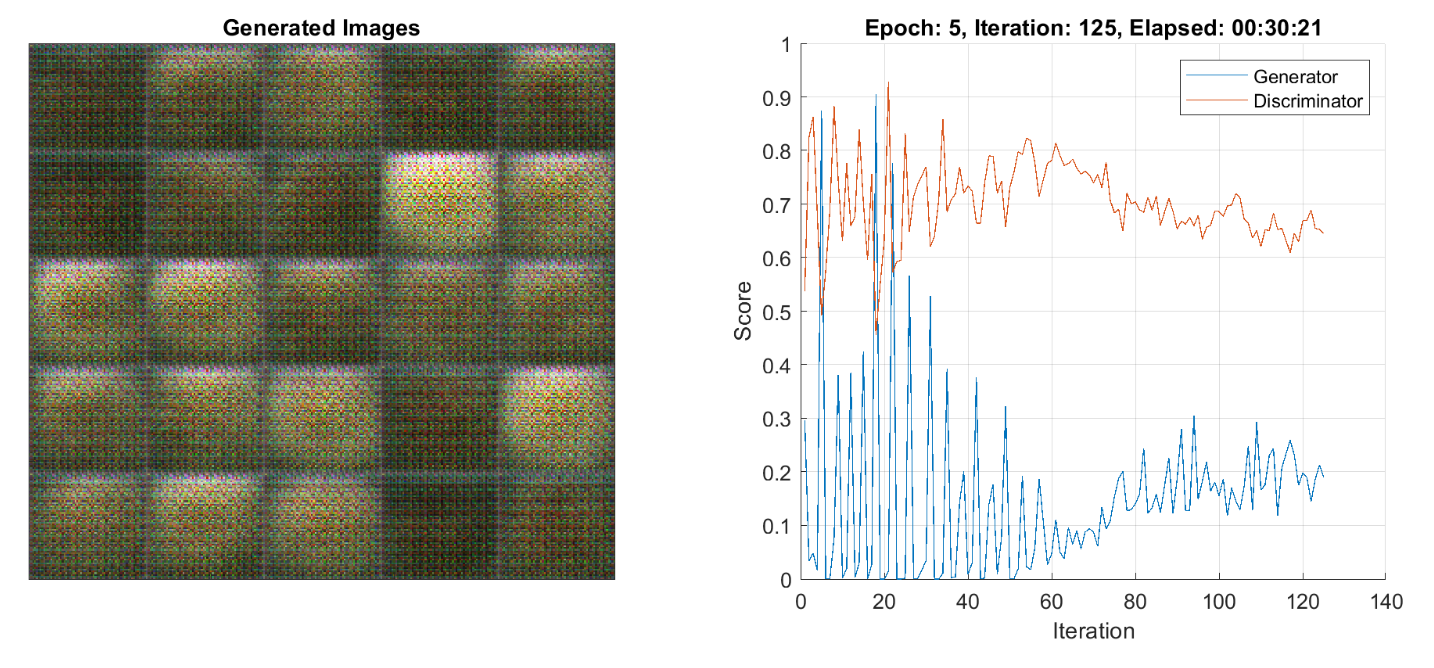 Generated Images
Epoch: 5, Iteration: 125, Elapsed: 00:30:21
Generator
Discriminator
1
0.9
0.8
0.7
0.6
0.5
0.4
0.3
0.2
0.1
0
Score
0 20 40 60 80 100 120 140
Iteration